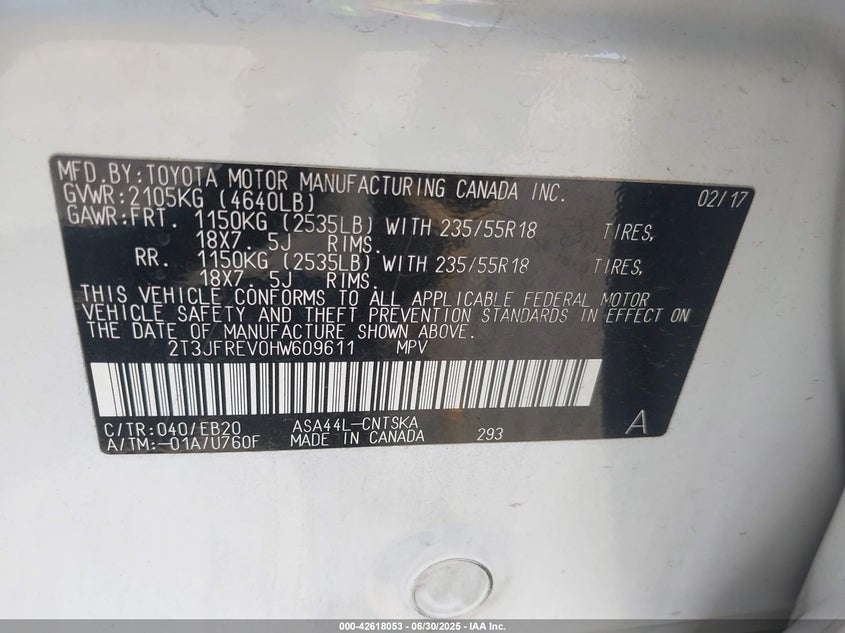 MFD.BY:TOYOTA MOTOR MANUFACTURING CANADA INC. 02/17
GVWR:2105KG (4640LB)
GAWR:FRT. 1150KG (2535LB) WITH 235/55R18 TIRES,
18X7. 5J RIMS.
RR. 1150KG (2535LB) WITH 235/55R18 TIRES,
18X7. 5J RIMS.
THIS VEHICLE CONFORMS TO ALL APPLICABLE FEDERAL MOTOR
VEHICLE SAFETY AND THEFT PREVENTION STANDARDS IN EFFECT ON
THE DATE OF MANUFACTURE SHOWN ABOVE.
2T3JFREV0HW609611 MPV
C/TR:040/EB20 ASA44L-CNTSKA A
A/TM:-01A/U760F MADE IN CANADA 293
000-42618053 - 06/30/2025 - IAA Inc.